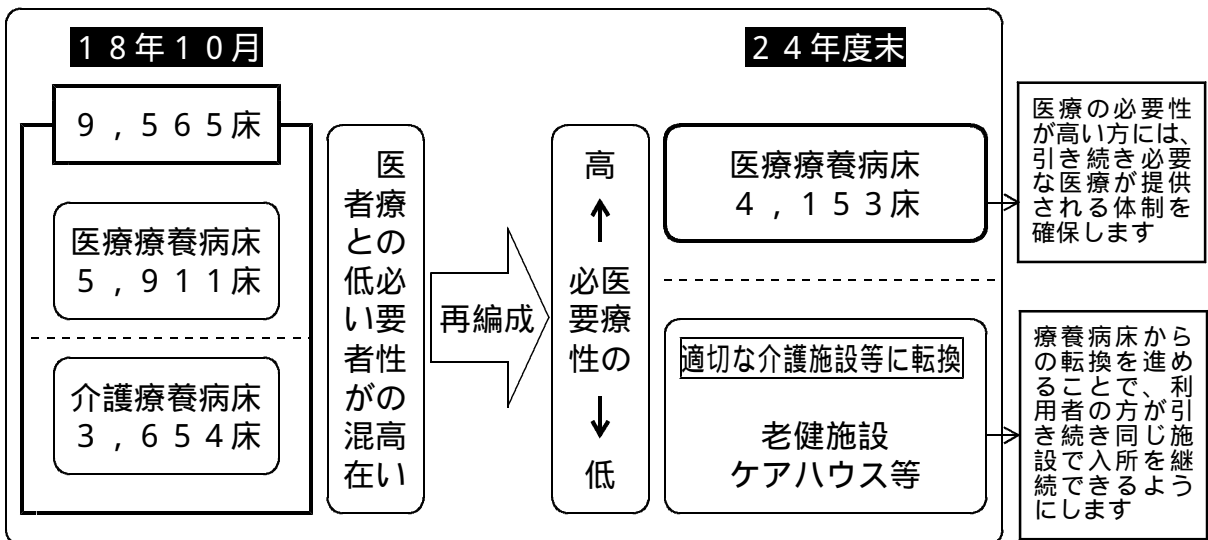 １８年１０月
９，５６５床
医療療養病床
５，９１１床
介護療養病床
３，６５４床
医療の必要性の高い
者と低い者が混在
再編成
高
↑
医療の
必要性
↓
低
２４年度末
医療療養病床
４，１５３床
適切な介護施設等に転換
老健施設
ケアハウス等
医療の必要性
が高い方には、
引き続き必要
な医療が提供
される体制を
確保します
療養病床から
の転換を進め
ることで、利
用者の方が引
き続き同じ施
設で入所を継
続できるよう
にします